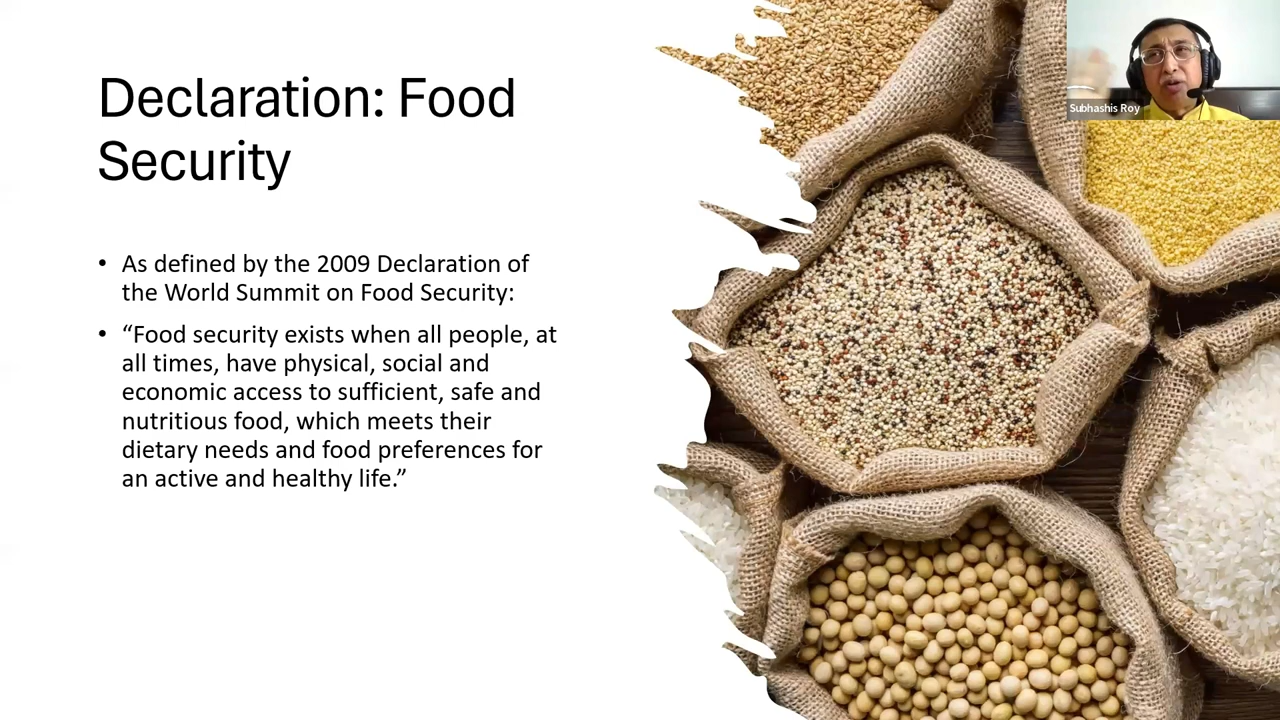 Declaration: Food
Security
• As defined by the 2009 Declaration of
the World Summit on Food Security:
• “Food security exists when all people, at
all times, have physical, social and
economic access to sufficient, safe and
nutritious food, which meets their
dietary needs and food preferences for
an active and healthy life.”
Subhashis Roy